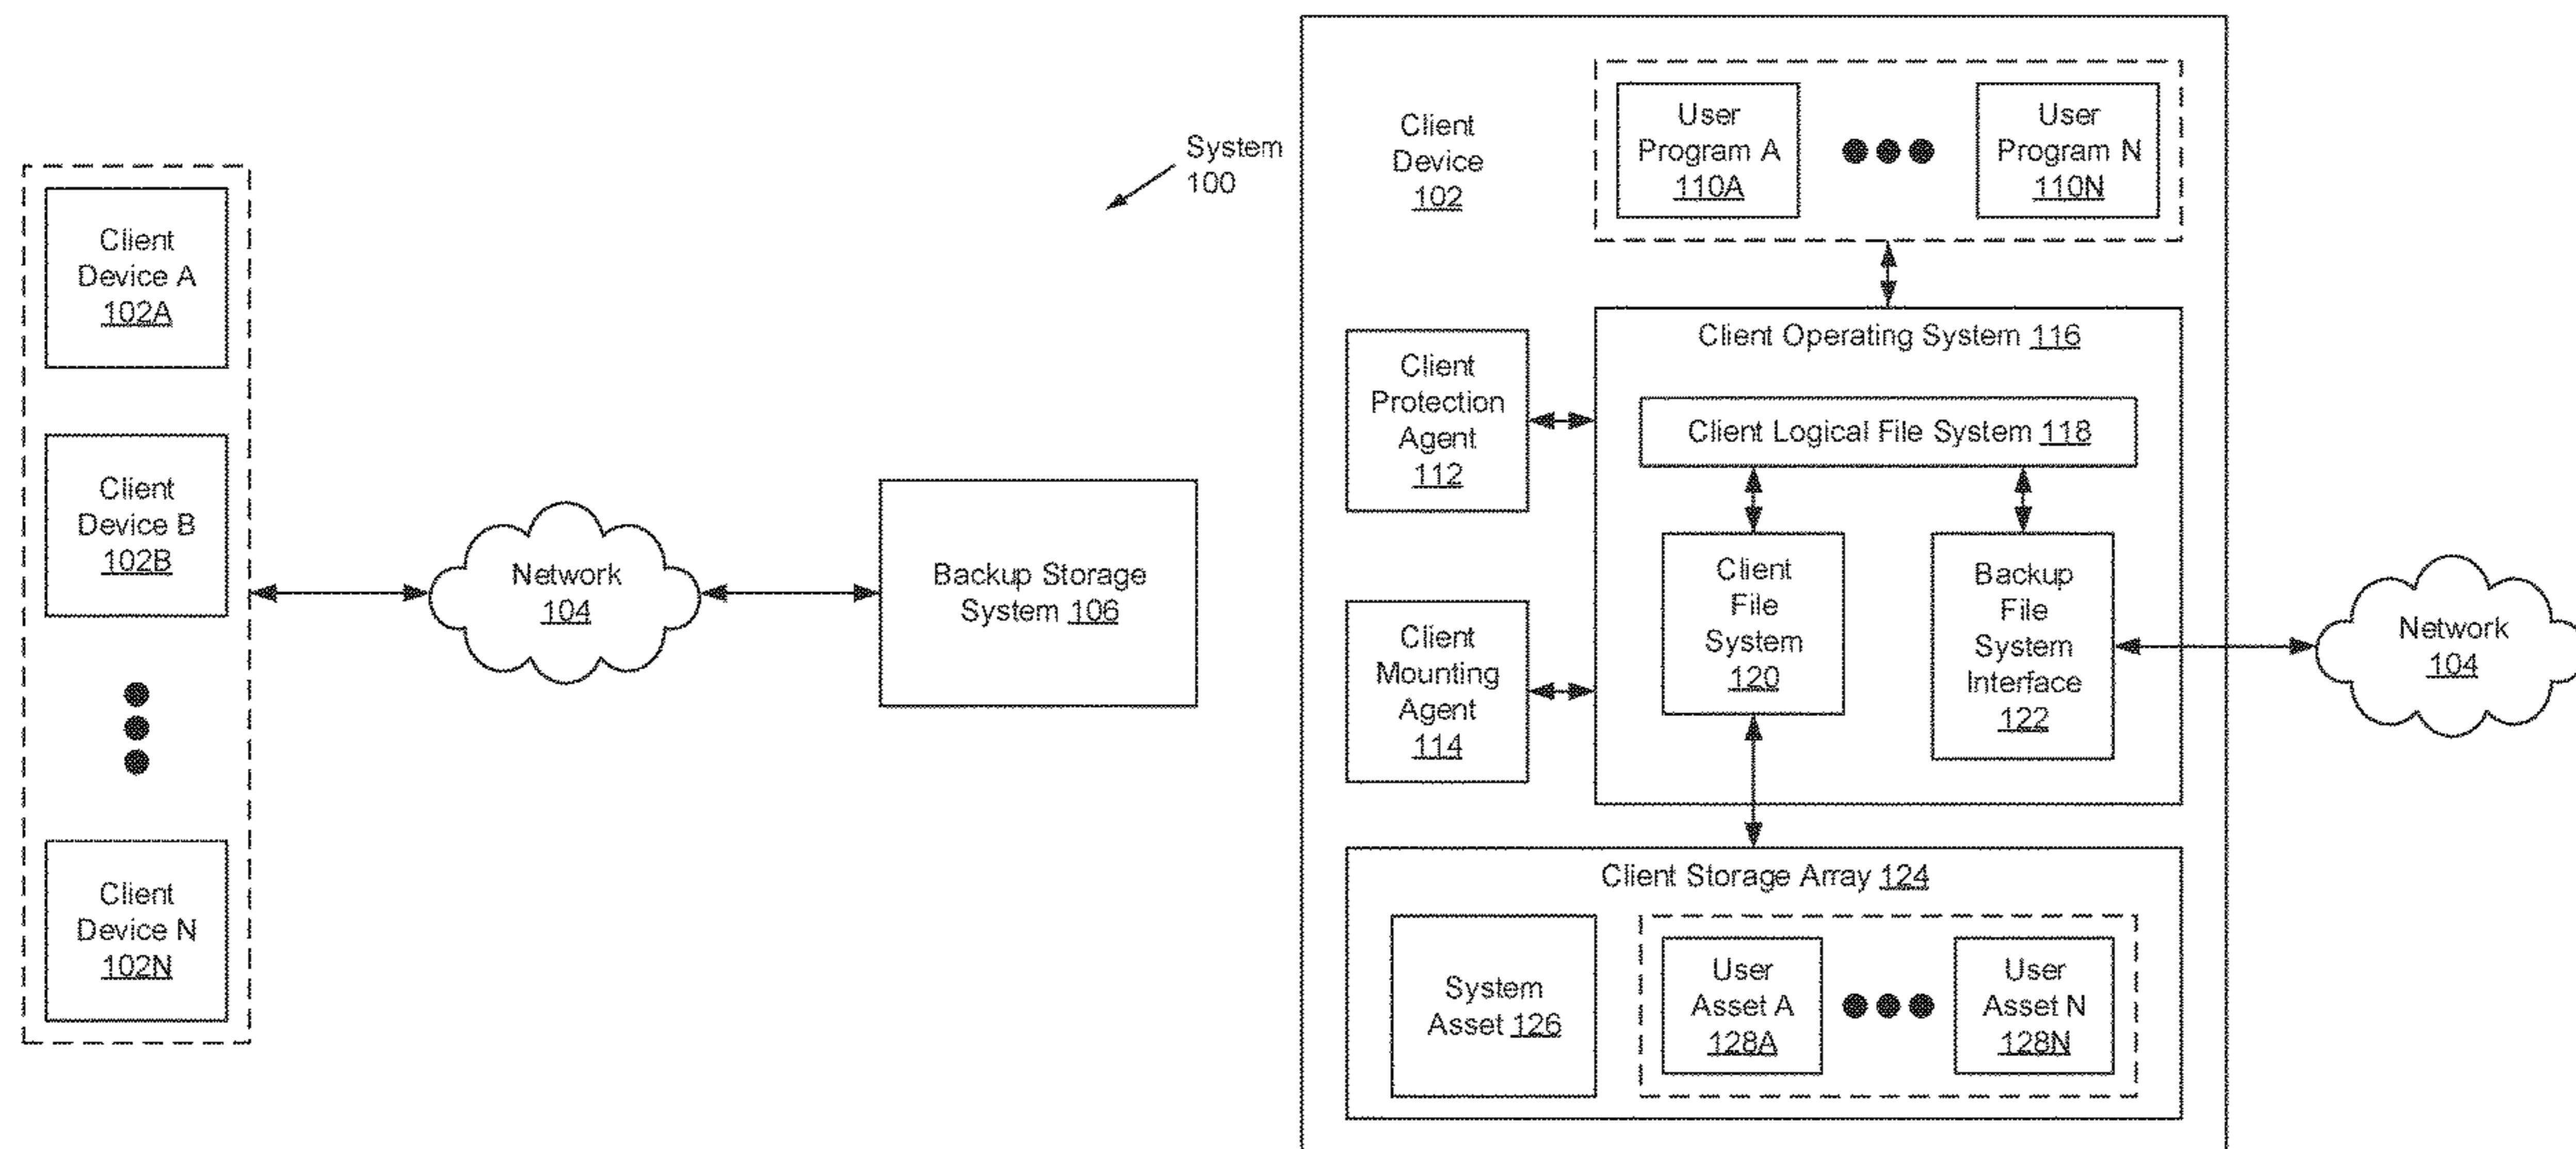 System
100
Client
Device A
102A
Client
Device B
102B
Client
Device N
102N
Network
104
Backup Storage
System 106
Client
Device
102
User
Program A
110A
User
Program N
110N
Client
Protection
Agent
112
Client
Mounting
Agent
114
Client Operating System 116
Client Logical File System 118
Client
File
System
120
Backup
File
System
Interface
122
Network
104
Client Storage Array 124
System
Asset 126
User
Asset A
128A
User
Asset N
128N